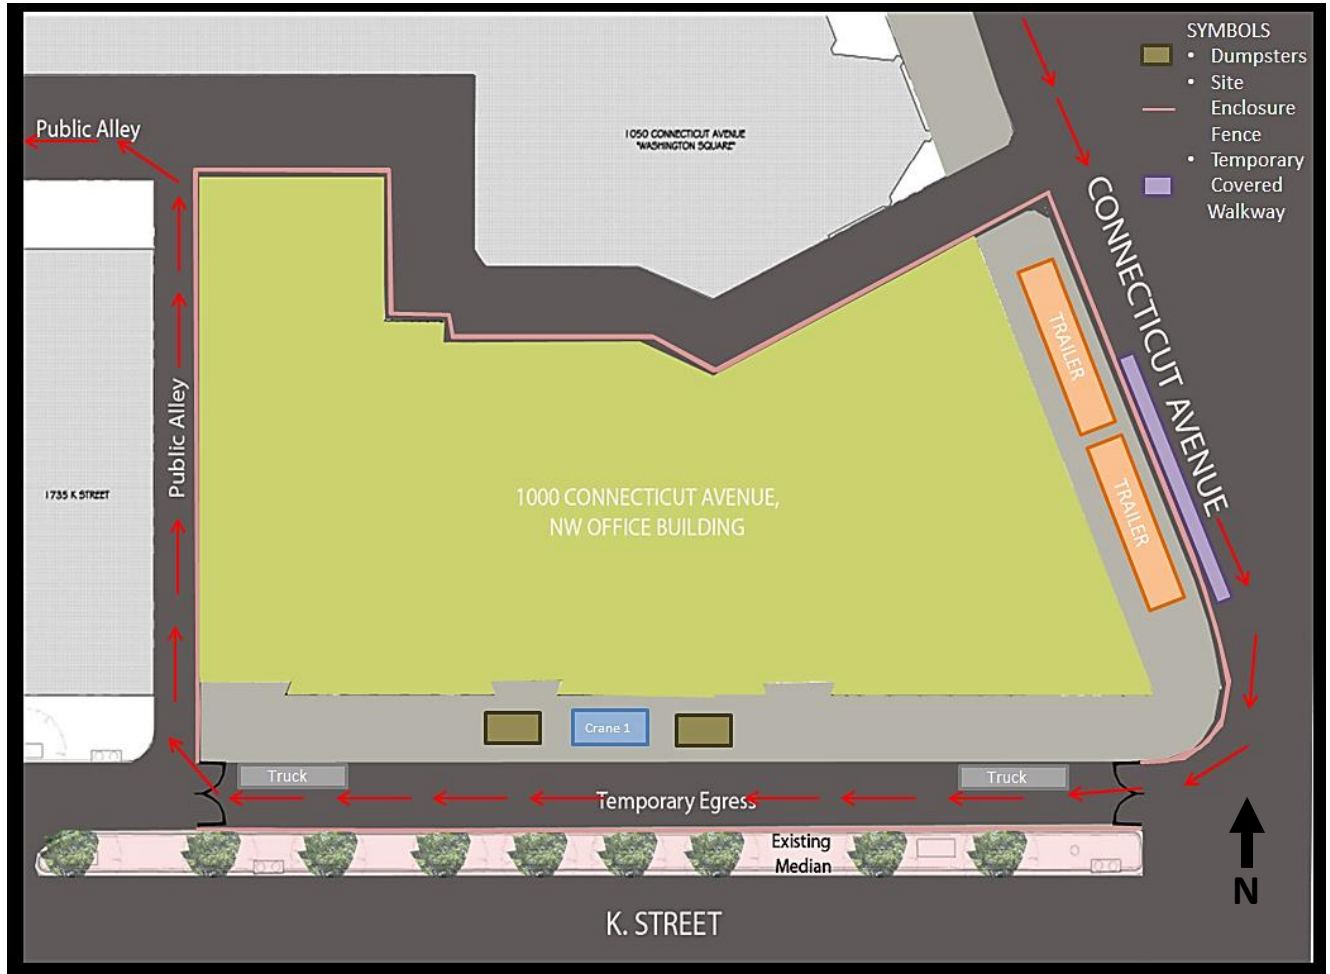 SYMBOLS
• Dumpsters
• Site
Enclosure
Fence
• Temporary
Covered
Walkway
Public Alley
1050 CONNECTICUT AVENUE
"WASHINGTON SQUARE"
CONNECTICUT AVENUE
TRAILER
TRAILER
Public Alley
1735 K STREET
1000 CONNECTICUT AVENUE,
NW OFFICE BUILDING
Crane 1
Truck
Truck
Temporary Egress
Existing
Median
N
K. STREET